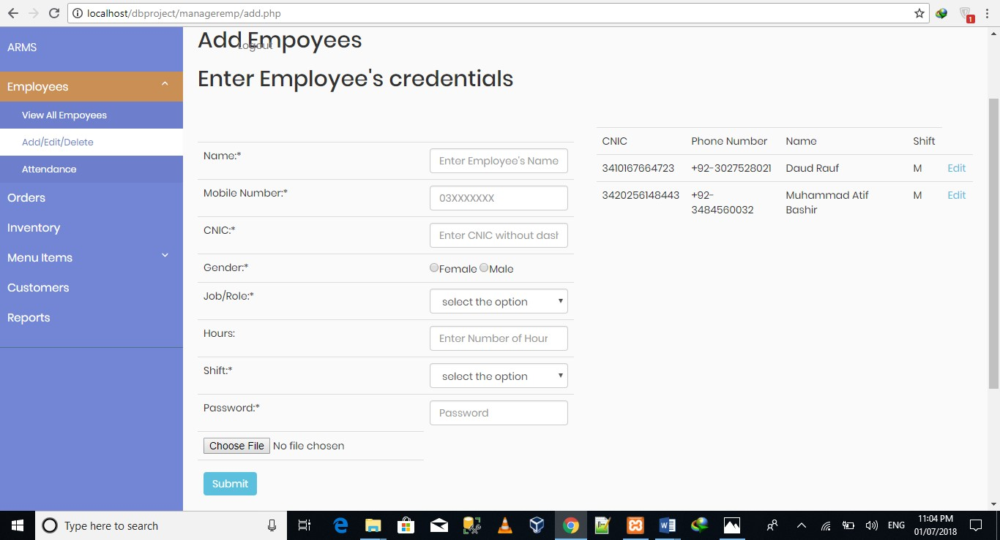 localhost/dbproject/manageremp/add.php
1
ARMS
Employees
View All Empoyees
Add/Edit/Delete
Attendance
Orders
Inventory
Menu Items
Customers
Reports
Add Empoyees
Logout
Enter Employee's credentials
Name:* Enter Employee's Name
Mobile Number:* 03XXXXXXX
CNIC:* Enter CNIC without dash
Gender:* Female Male
Job/Role:* select the option
Hours: Enter Number of Hour
Shift:* select the option
Password:* Password
Choose File No file chosen
Submit
CNIC Phone Number Name Shift
3410167664723 +92-3027528021 Daud Rauf M Edit
3420256148443 +92- Muhammad Atif M Edit
3484560032 Bashir
Type here to search
ENG
11:04 PM
01/07/2018